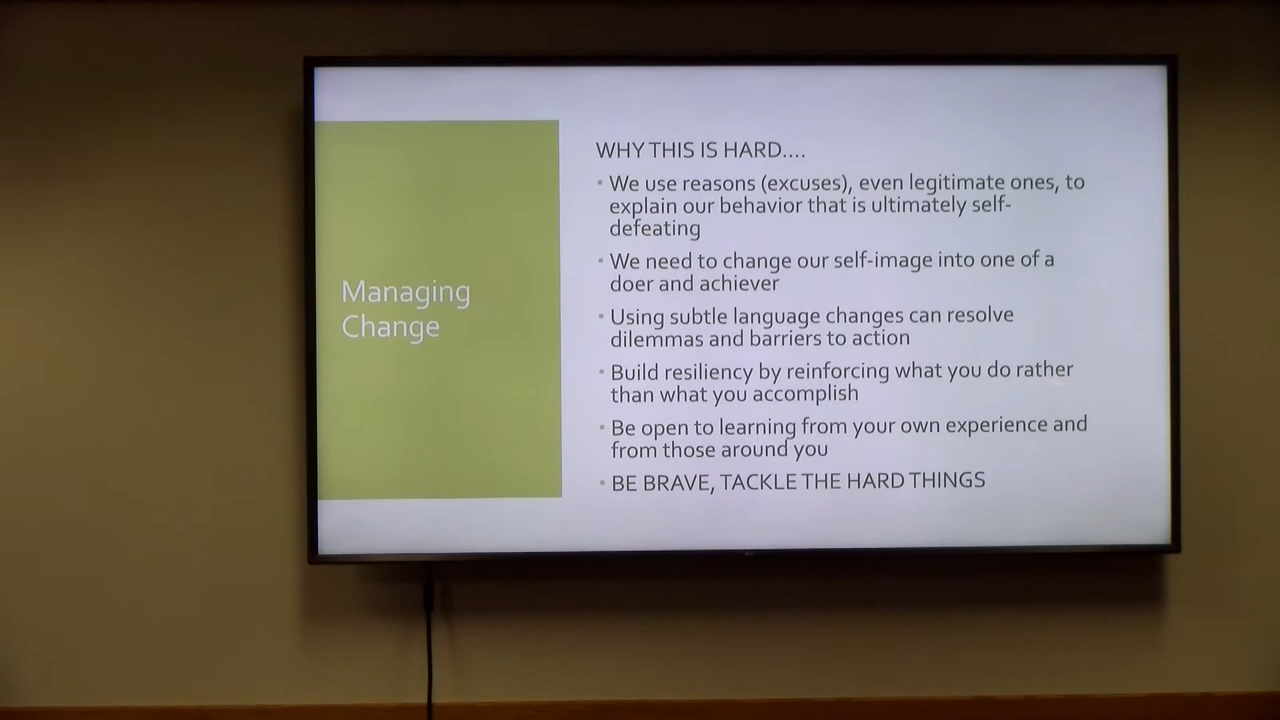 Managing
Change
WHY THIS IS HARD....
• We use reasons (excuses), even legitimate ones, to
explain our behavior that is ultimately self-
defeating
• We need to change our self-image into one of a
doer and achiever
• Using subtle language changes can resolve
dilemmas and barriers to action
• Build resiliency by reinforcing what you do rather
than what you accomplish
• Be open to learning from your own experience and
from those around you
• BE BRAVE, TACKLE THE HARD THINGS